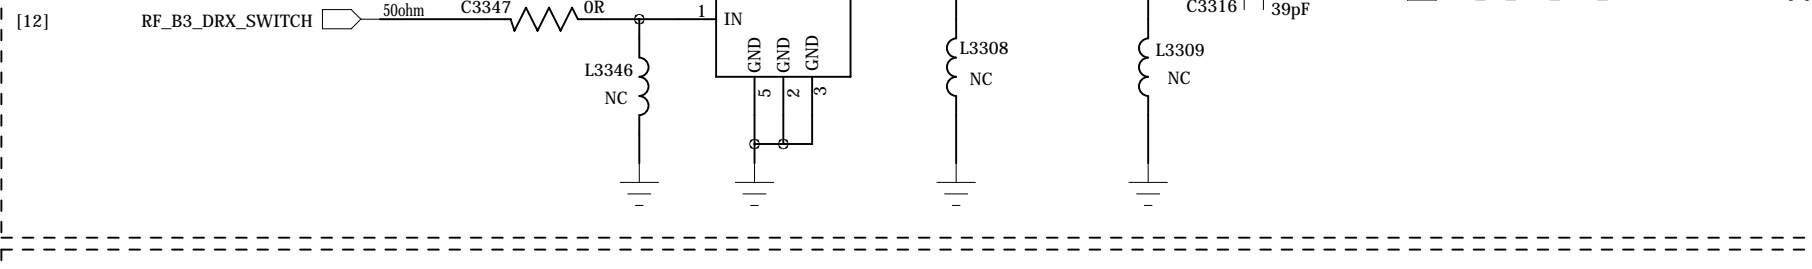 [12] RF_B3_DRX_SWITCH 50ohm C3347 0R 1 IN
C3316 39pF
GND GND GND
5 2 3
L3346
NC
L3308
NC
L3309
NC